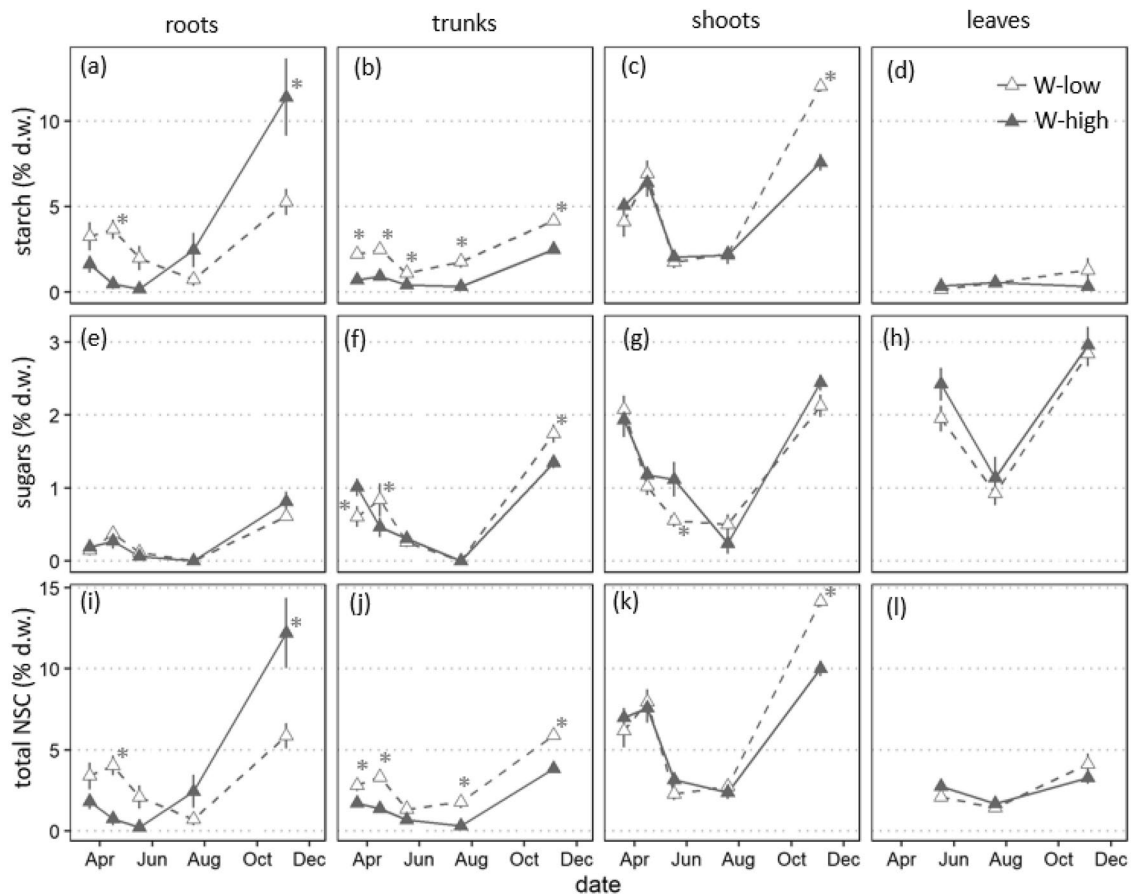 roots trunks shoots leaves
(a) (b) (c) (d)
* * * * * * * *
W-low
W-high
starch (% d.w.)
10
5
0
(e) (f) (g) (h)
* * * *
sugars (% d.w.)
3
2
1
0
(i) (j) (k) (l)
* * * * * * *
total NSC (% d.w.)
15
10
5
0
Apr Jun Aug Oct Dec Apr Jun Aug Oct Dec Apr Jun Aug Oct Dec Apr Jun Aug Oct Dec
date